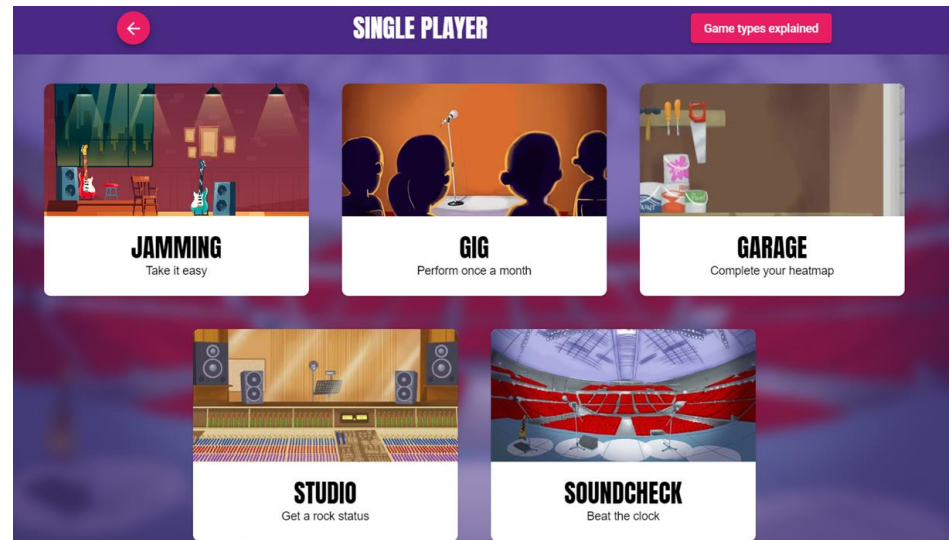 SINGLE PLAYER
Game types explained
JAMMING
Take it easy
GIG
Perform once a month
GARAGE
Complete your heatmap
STUDIO
Get a rock status
SOUNDCHECK
Beat the clock